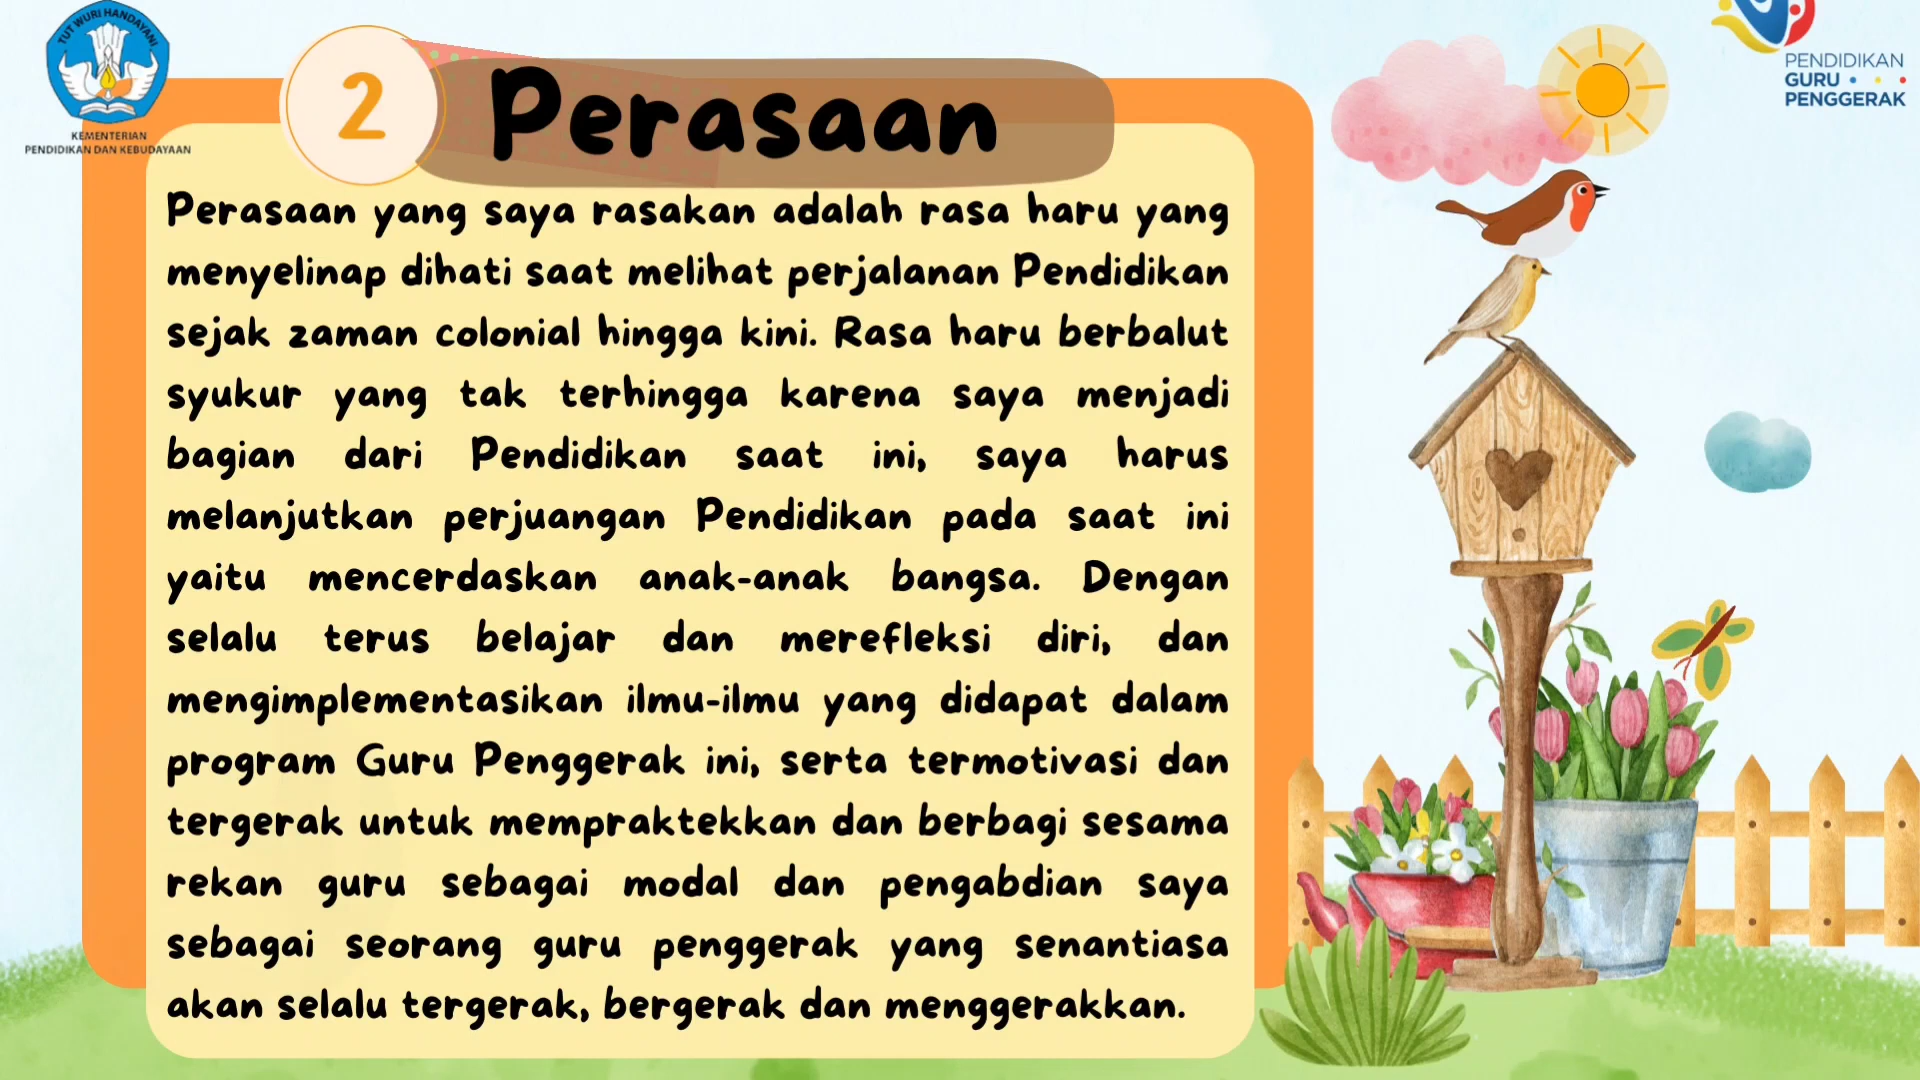 TUT WURI HANDAYANI
KEMENTERIAN
PENDIDIKAN DAN KEBUDAYAAN
2
Perasaan
PENDIDIKAN
GURU
PENGGERAK
Perasaan yang saya rasakan adalah rasa haru yang
menyelinap dihati saat melihat perjalanan Pendidikan
sejak zaman colonial hingga kini. Rasa haru berbalut
syukur yang tak terhingga karena saya menjadi
bagian dari Pendidikan saat ini, saya harus
melanjutkan perjuangan Pendidikan pada saat ini
yaitu mencerdaskan anak-anak bangsa. Dengan
selalu terus belajar dan merefleksi diri, dan
mengimplementasikan ilmu-ilmu yang didapat dalam
program Guru Penggerak ini, serta termotivasi dan
tergerak untuk mempraktekkan dan berbagi sesama
rekan guru sebagai modal dan pengabdian saya
sebagai seorang guru penggerak yang senantiasa
akan selalu tergerak, bergerak dan menggerakkan.